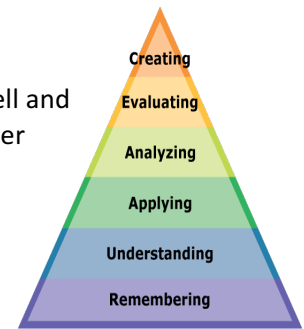 ell and
er
Creating
Evaluating
Analyzing
Applying
Understanding
Remembering